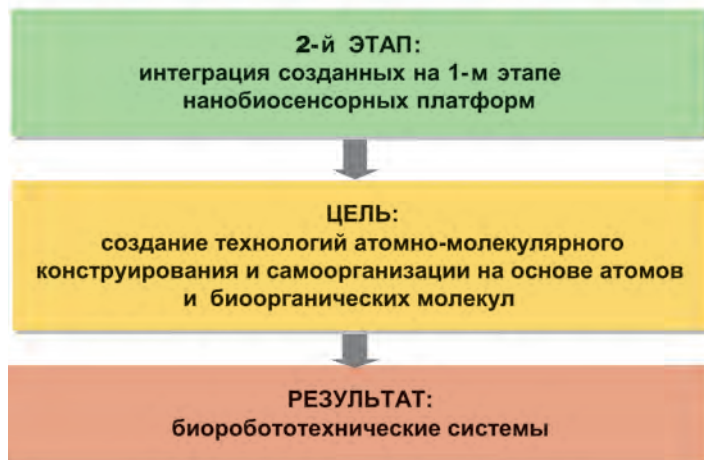 2-й ЭТАП:
интеграция созданных на 1-м этапе
нанобиосенсорных платформ
ЦЕЛЬ:
создание технологий атомно-молекулярного
конструирования и самоорганизации на основе атомов
и биоорганических молекул
РЕЗУЛЬТАТ:
биоробототехнические системы